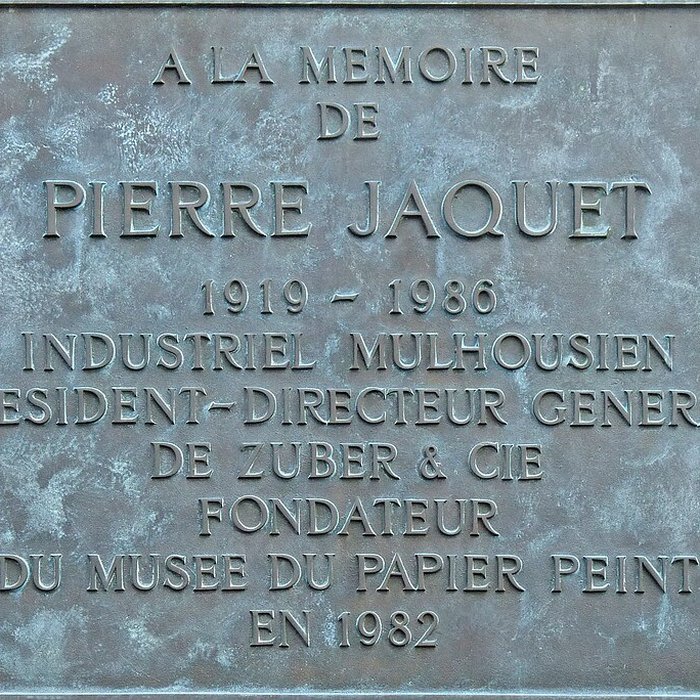 A LA MEMOIRE
DE
PIERRE JAQUET
1919 - 1986
INDUSTRIEL MULHOUSIEN
ESIDENT-DIRECTEUR GENER
DE ZUBER & CIE
FONDATEUR
DU MUSEE DU PAPIER PEINT
EN 1982